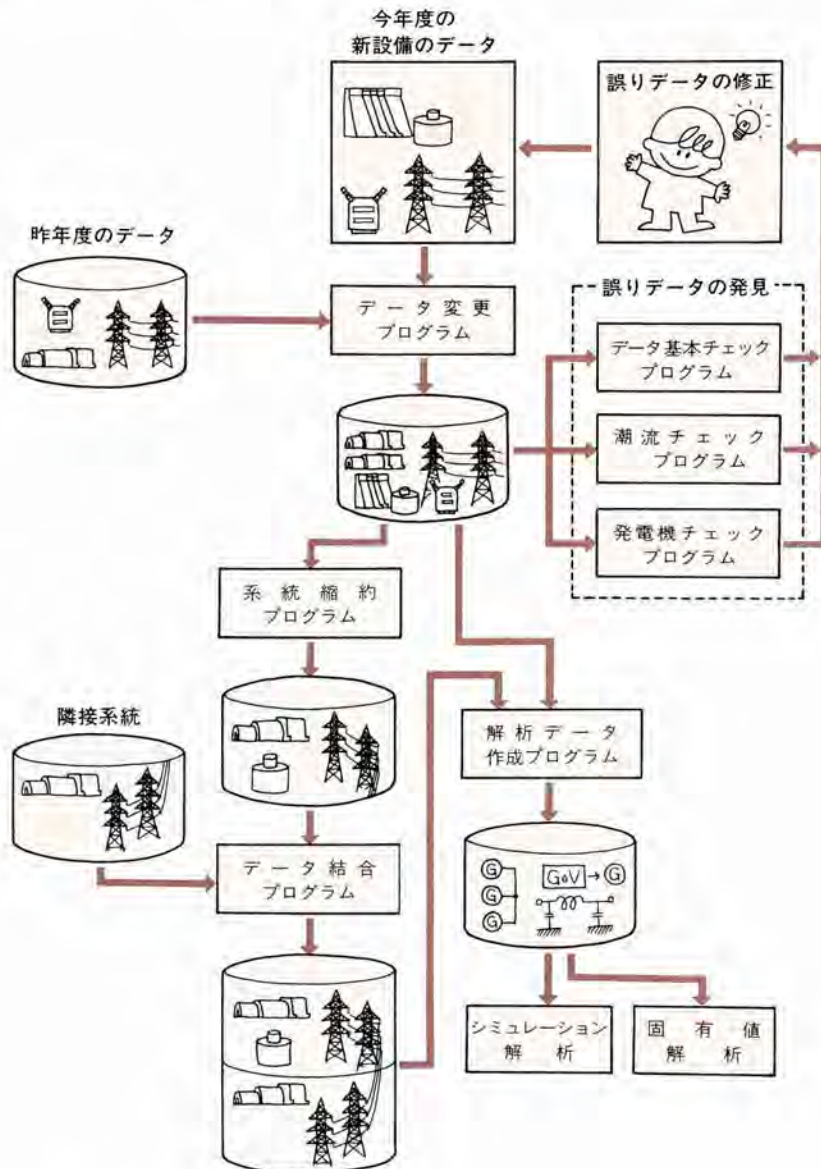 今年度の
新設備のデータ
誤りデータの修正
昨年度のデータ
データ変更
プログラム
誤りデータの発見
データ基本チェック
プログラム
潮流チェック
プログラム
発電機チェック
プログラム
系統縮約
プログラム
隣接系統
解析データ
作成プログラム
データ結合
プログラム
G
GOV
G
G
G
シミュレーション
解析
固有値
解析